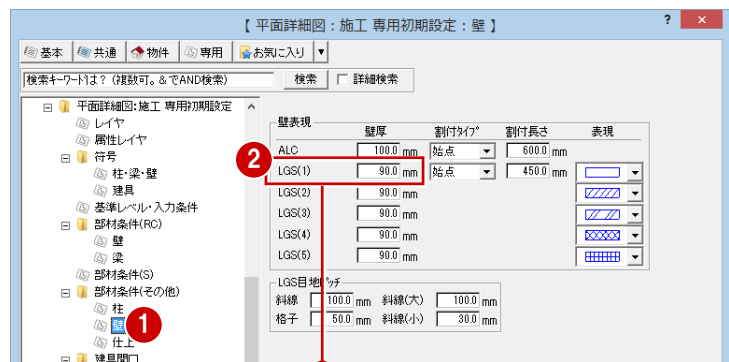 【 平面詳細図：施工 専用初期設定：壁 】 ? ×
基本 共通 物件 専用 お気に入り ▼
検索キーワードは？（複数可。& でAND検索） 検索 詳細検索
平面詳細図：施工 専用初期設定
レイヤ
属性レイヤ
符号
柱・梁・壁
建具
基準レベル・入力条件
部材条件(RC)
壁
梁
部材条件(S)
部材条件(その他)
柱
壁
仕上
建具開口
1
2
壁表現
壁厚 割付タイプ 割付長さ 表現
ALC 100.0 mm 始点 600.0 mm
LGS(1) 90.0 mm 始点 450.0 mm
LGS(2) 90.0 mm
LGS(3) 90.0 mm
LGS(4) 90.0 mm
LGS(5) 90.0 mm
LGS目地ピッチ
斜線 100.0 mm 斜線(大) 100.0 mm
格子 50.0 mm 斜線(小) 30.0 mm